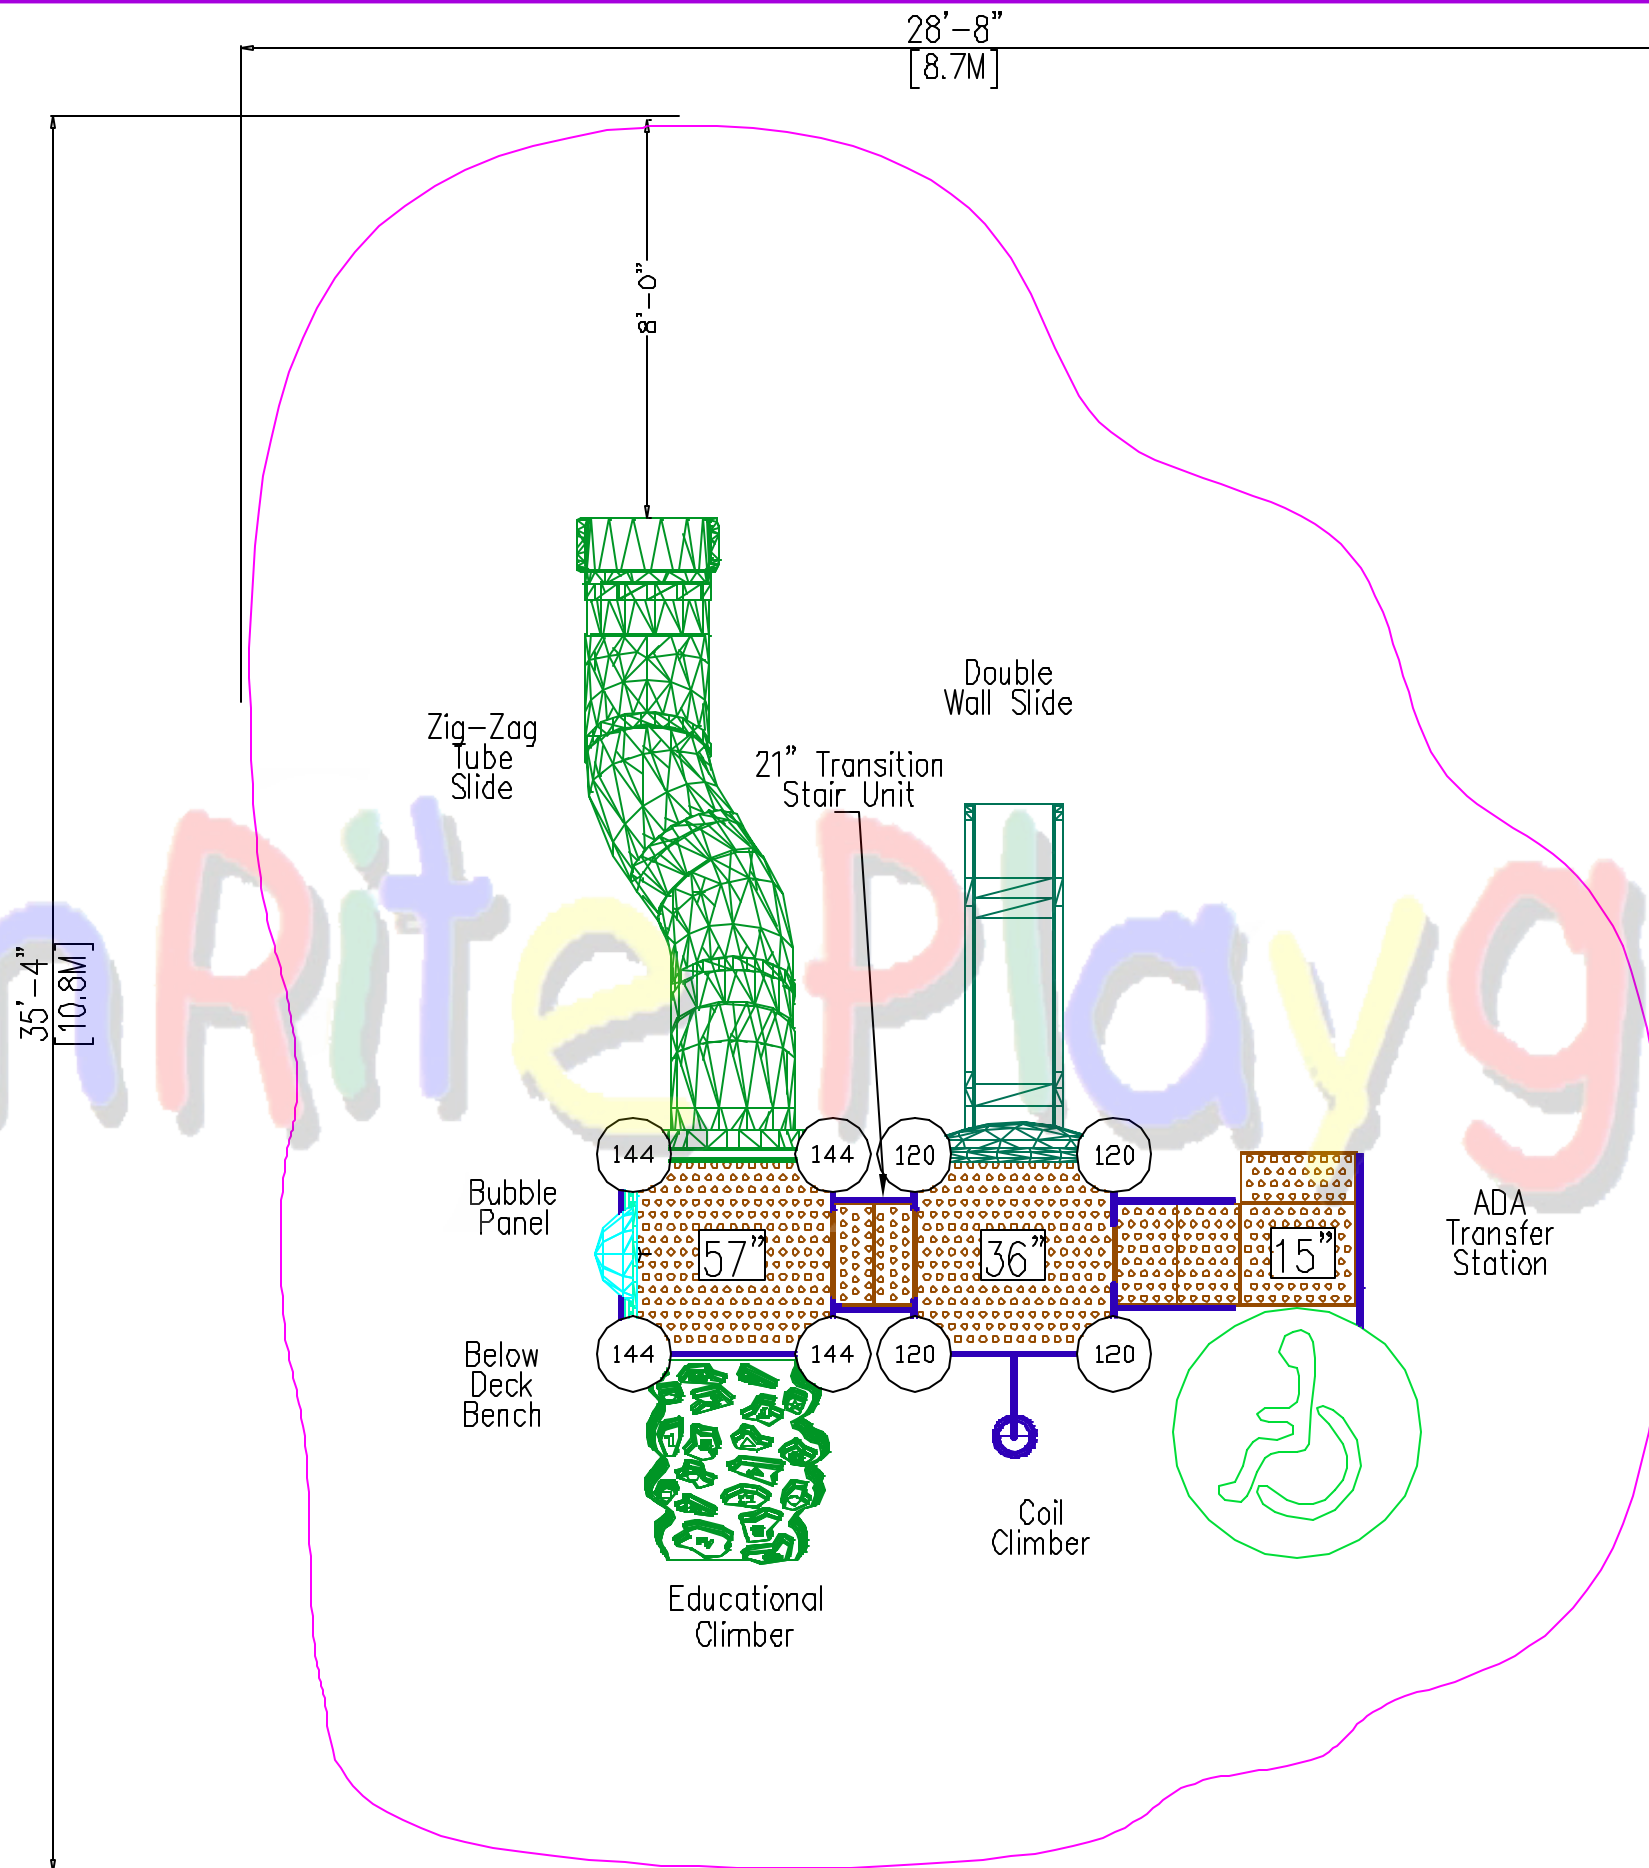 28'-8"
[8.7M]
8'-0"
Double
Wall Slide
Zig-Zag
Tube
Slide
21" Transition
Stair Unit
nRite Playg
35'-4"
[10.8M]
144
144
120
120
Bubble
Panel
57"
36"
15"
ADA
Transfer
Station
144
144
120
120
Below
Deck
Bench
Coil
Climber
Educational
Climber